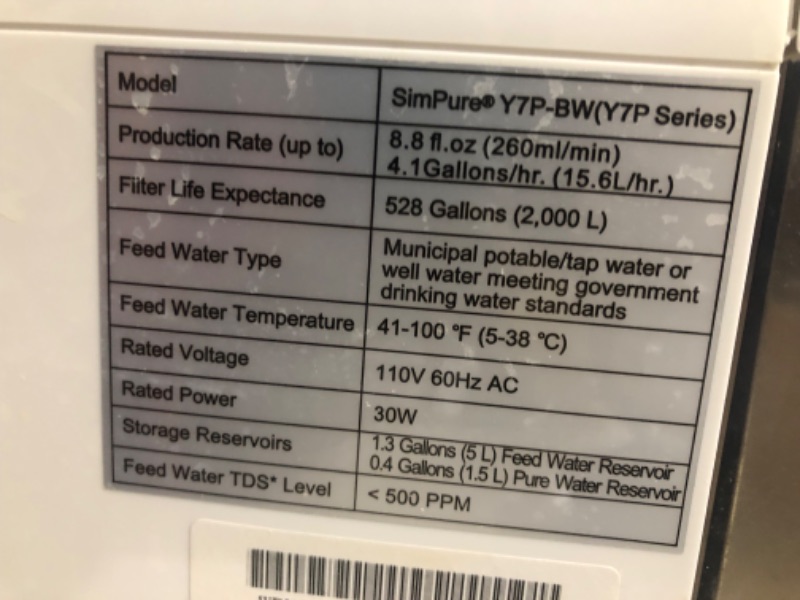 Model
SimPure® Y7P-BW(Y7P Series)
Production Rate (up to)
8.8 fl.oz (260ml/min)
4.1Gallons/hr. (15.6L/hr.)
Filter Life Expectance
528 Gallons (2,000 L)
Feed Water Type
Municipal potable/tap water or
well water meeting government
drinking water standards
Feed Water Temperature
41-100 °F (5-38 °C)
Rated Voltage
110V 60Hz AC
Rated Power
30W
Storage Reservoirs
1.3 Gallons (5 L) Feed Water Reservoir
0.4 Gallons (1.5 L) Pure Water Reservoir
Feed Water TDS* Level
< 500 PPM